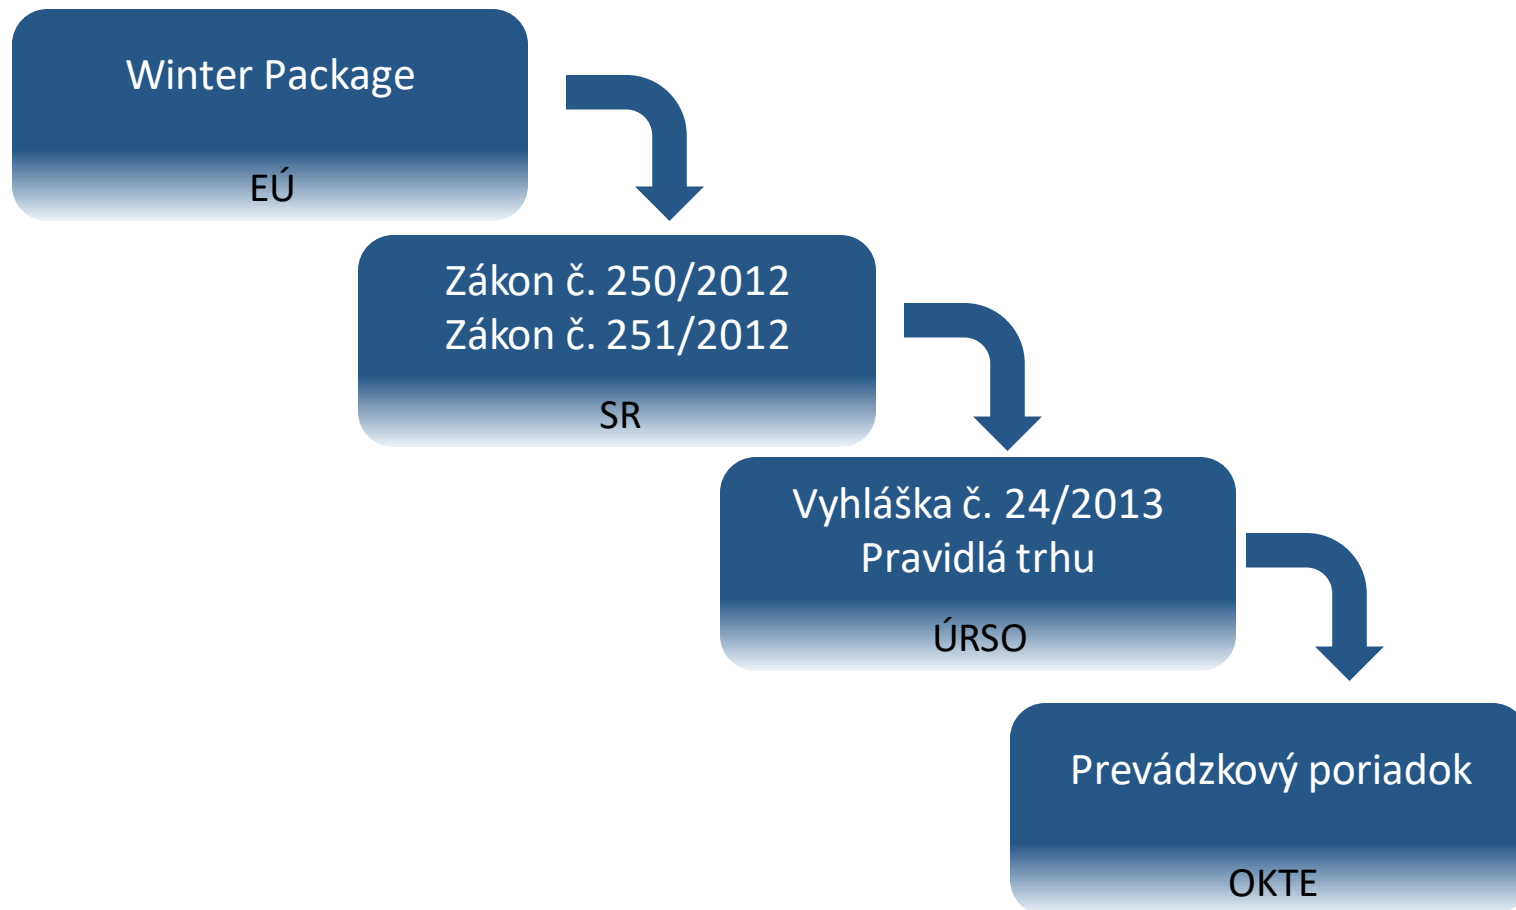 Winter Package
EÚ
Zákon č. 250/2012
Zákon č. 251/2012
SR
Vyhláška č. 24/2013
Pravidlá trhu
ÚRSO
Prevádzkový poriadok
OKTE